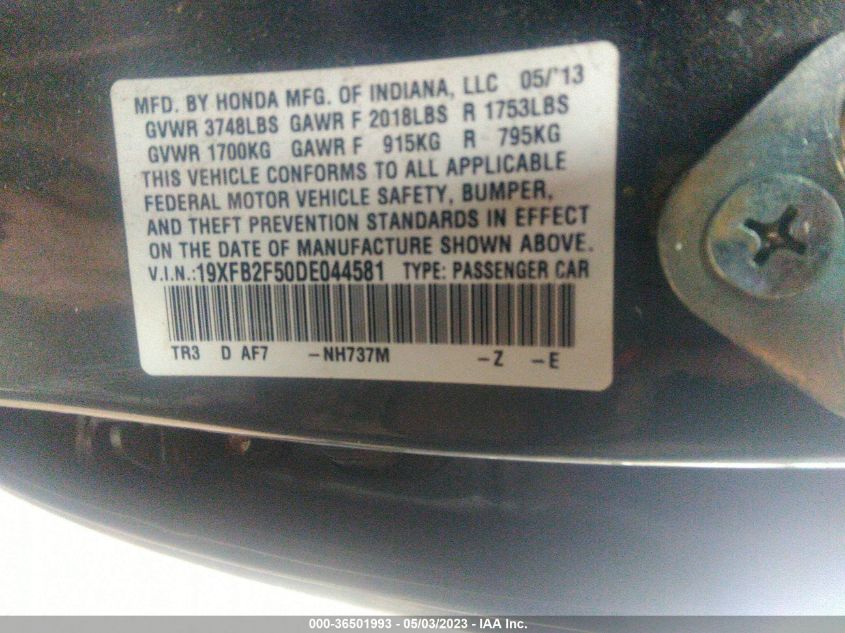 MFD. BY HONDA MFG. OF INDIANA, LLC 05/'13
GVWR 3748LBS GAWR F 2018LBS R 1753LBS
GVWR 1700KG GAWR F 915KG R 795KG
THIS VEHICLE CONFORMS TO ALL APPLICABLE
FEDERAL MOTOR VEHICLE SAFETY, BUMPER,
AND THEFT PREVENTION STANDARDS IN EFFECT
ON THE DATE OF MANUFACTURE SHOWN ABOVE.
V.I.N.:19XFB2F50DE044581 TYPE: PASSENGER CAR
TR3 D AF7 -NH737M -Z -E
000-36501993 - 05/03/2023 - IAA Inc.